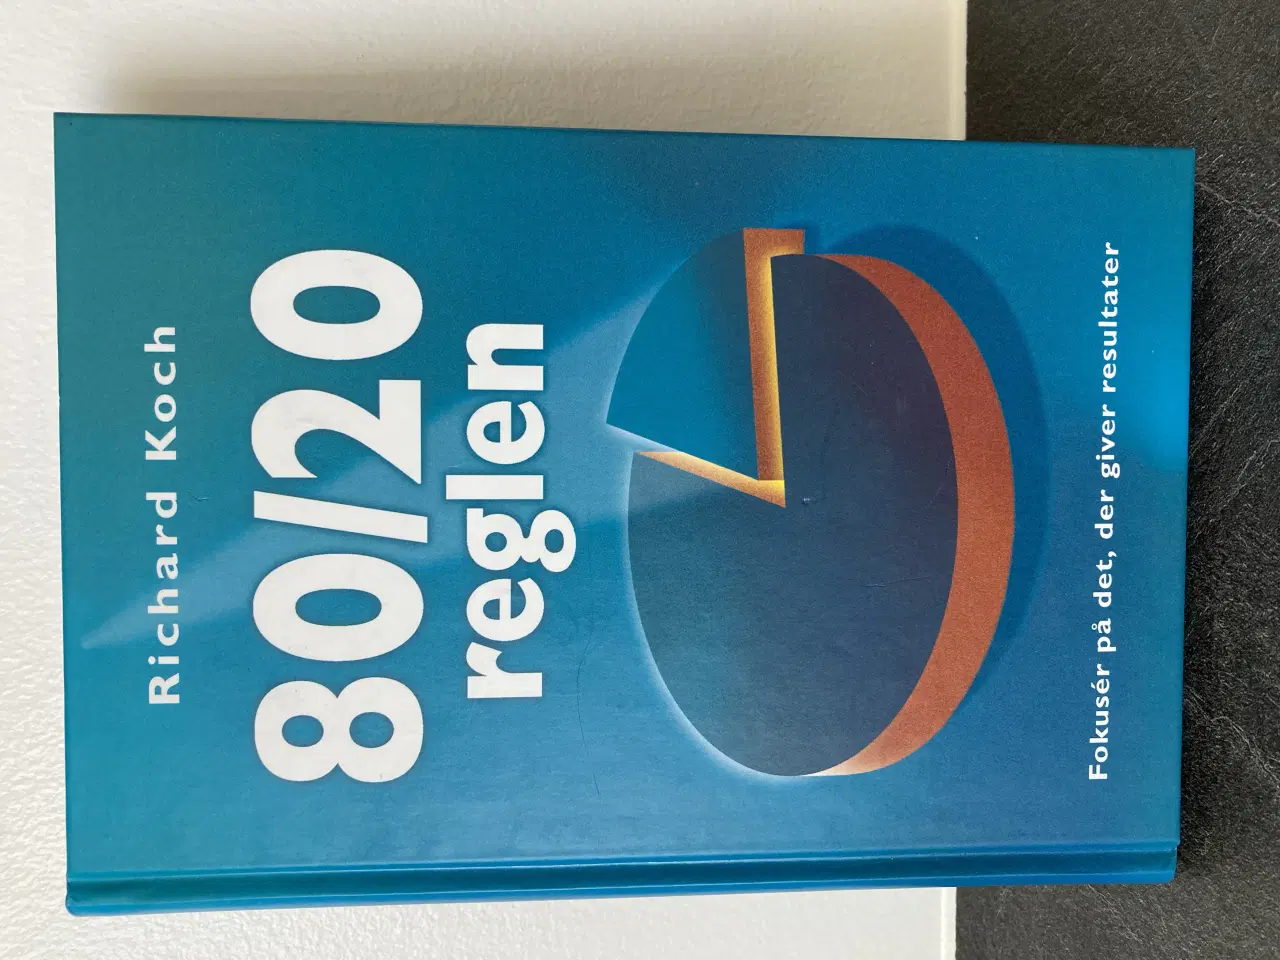 Richard Koch
80/20
reglen
Fokusér på det, der giver resultater